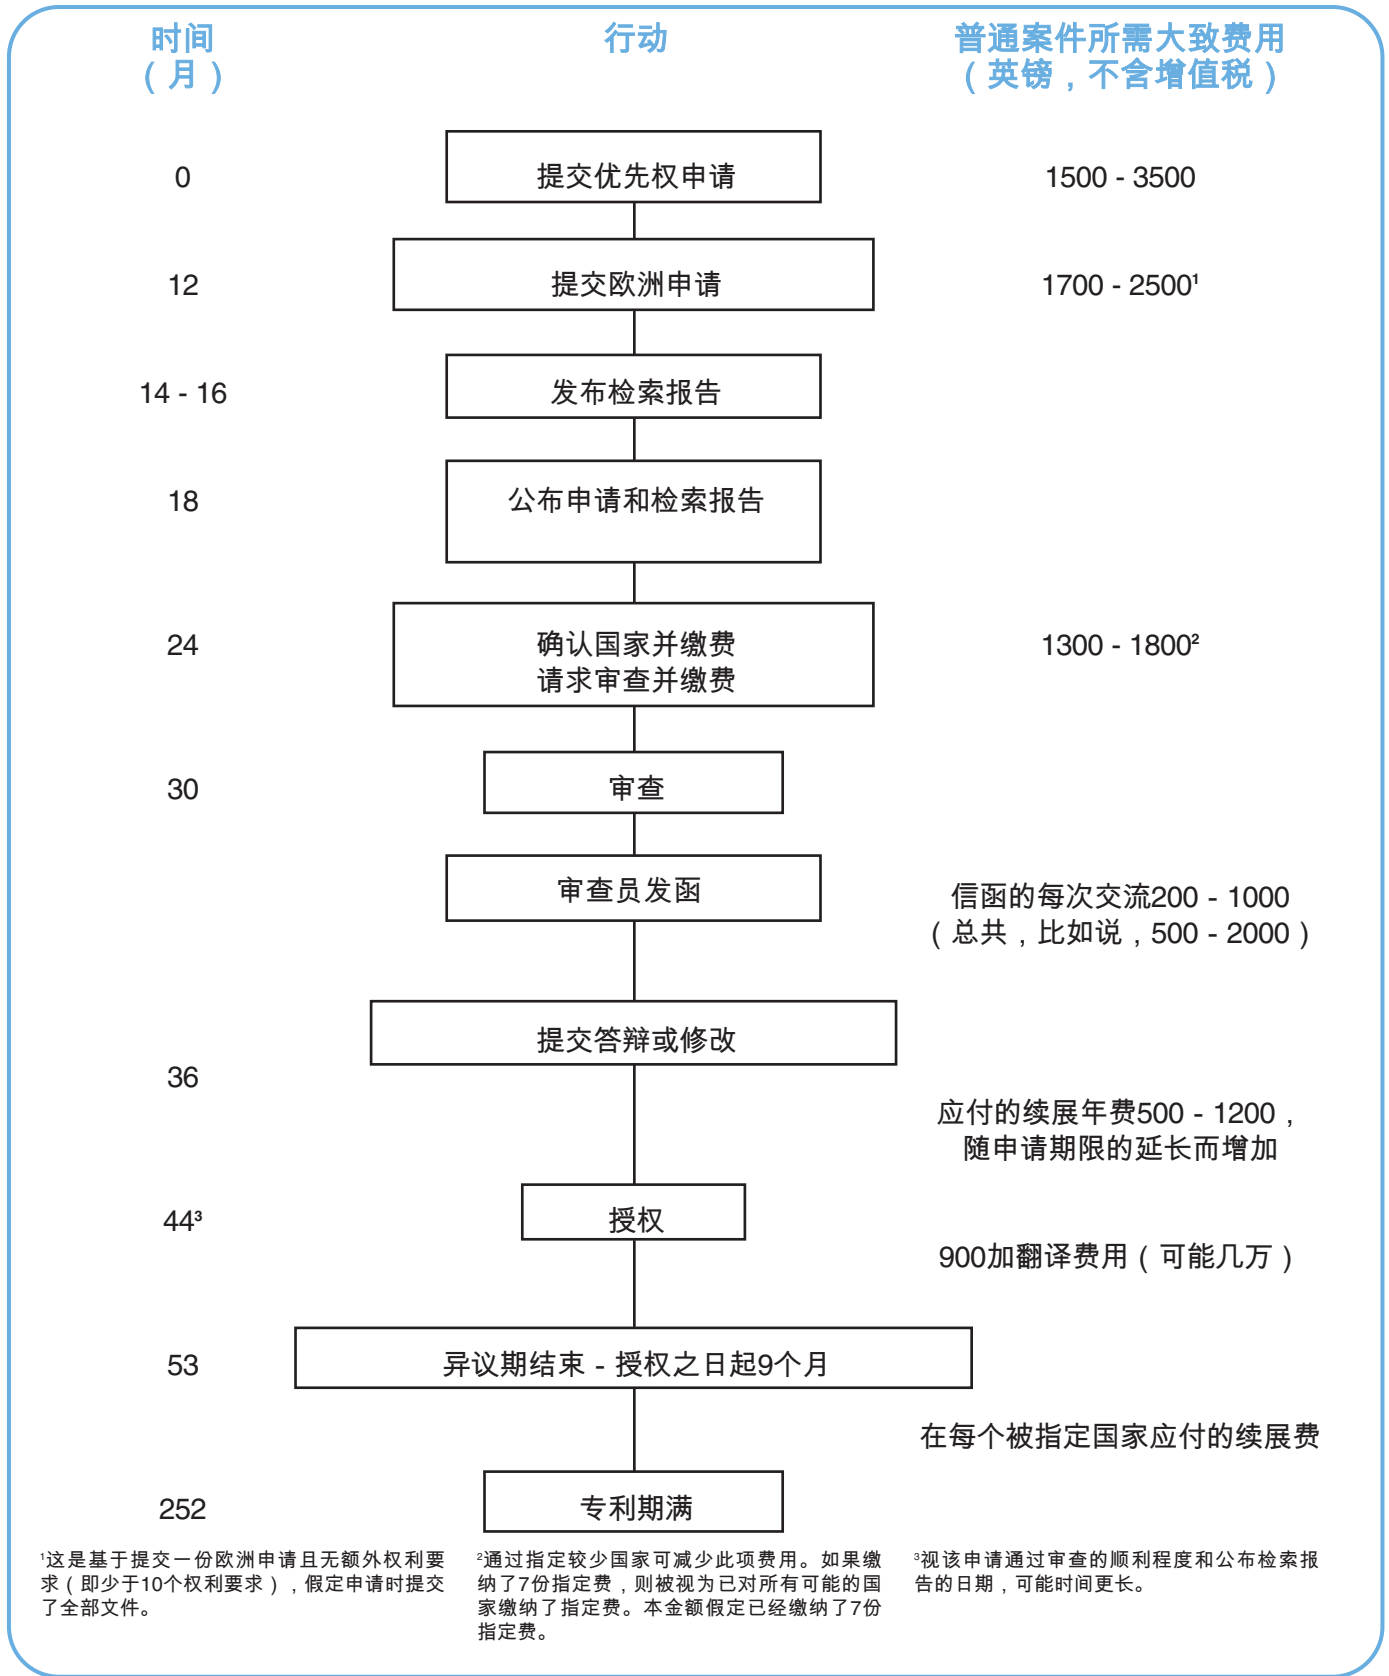 时间
（月）
行动
普通案件所需大致费用
（英镑，不含增值税）
0
提交优先权申请
1500 - 3500
12
提交欧洲申请
1700 - 2500¹
14 - 16
发布检索报告
18
公布申请和检索报告
24
确认国家并缴费
请求审查并缴费
1300 - 1800²
30
审查
审查员发函
信函的每次交流200 - 1000
（总共，比如说，500 - 2000）
提交答辩或修改
36
应付的续展年费500 - 1200，
随申请期限的延长而增加
44³
授权
900加翻译费用（可能几万）
53
异议期结束 - 授权之日起9个月
在每个被指定国家应付的续展费
252
专利期满
¹这是基于提交一份欧洲申请且无额外权利要
求（即少于10个权利要求），假定申请时提交
了全部文件。
²通过指定较少国家可减少此项费用。如果缴
纳了7份指定费，则被视为已对所有可能的国
家缴纳了指定费。本金额假定已经缴纳了7份
指定费。
³视该申请通过审查的顺利程度和公布检索报
告的日期，可能时间更长。